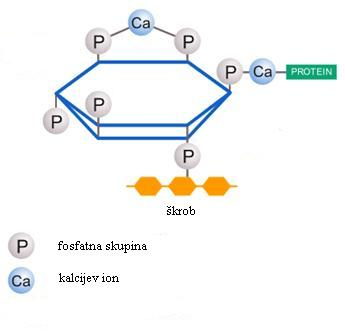 Ca
P P
P Ca PROTEIN
P P
P
škrob
P fosfatna skupina
Ca kalcijev ion